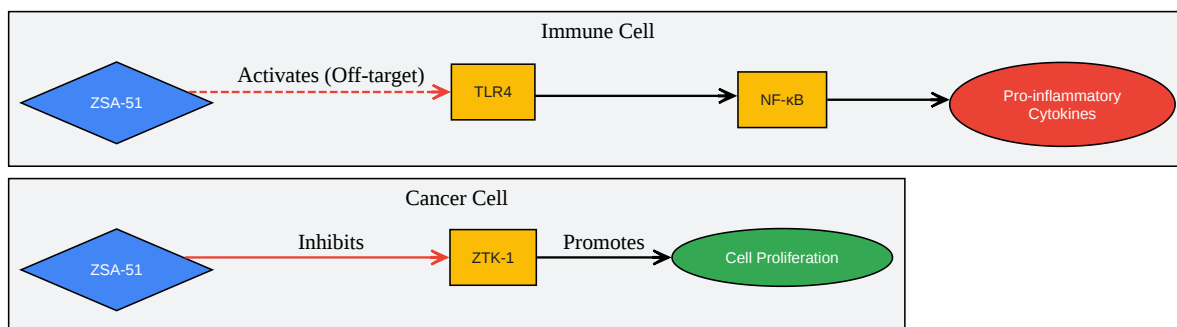 Immune Cell
Activates (Off-target)
ZSA-51
TLR4
NF-κB
Pro-inflammatory
Cytokines
Cancer Cell
Inhibits
Promotes
ZSA-51
ZTK-1
Cell Proliferation